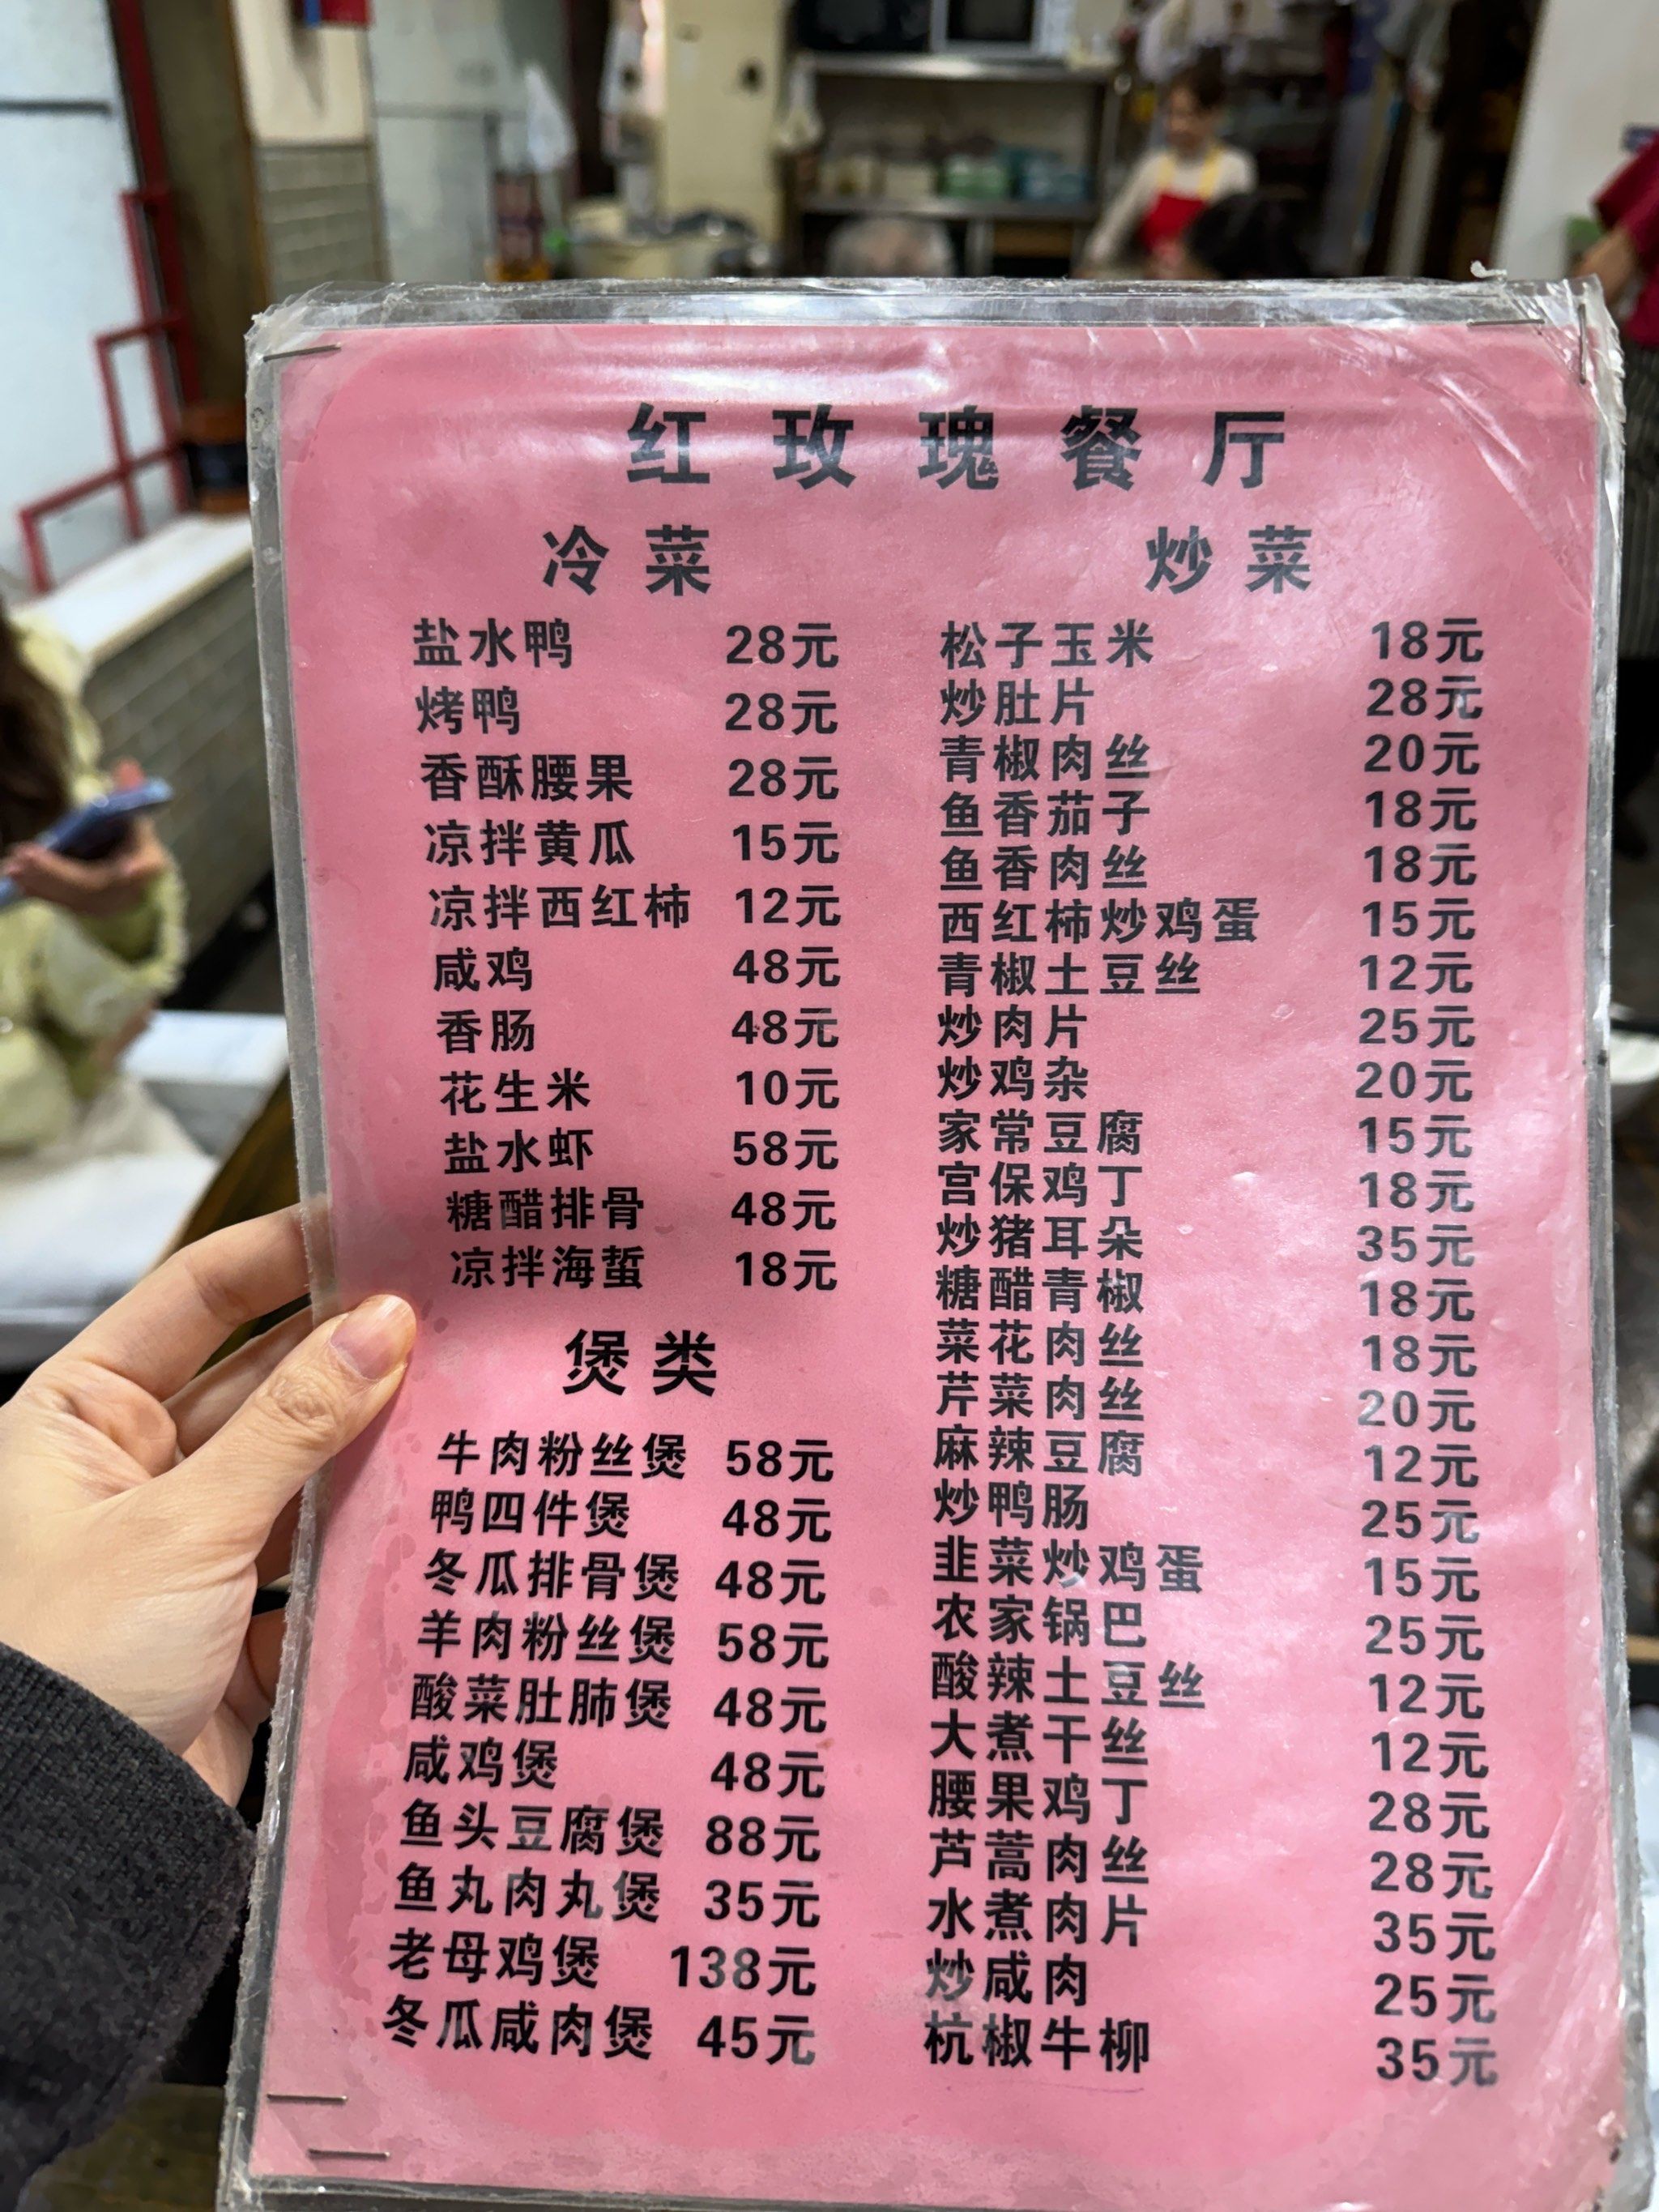 红玫瑰餐厅
冷菜
盐水鸭 28元
烤鸭 28元
香酥腰果 28元
凉拌黄瓜 15元
凉拌西红柿 12元
咸鸡 48元
香肠 48元
花生米 10元
盐水虾 58元
糖醋排骨 48元
凉拌海蜇 18元
煲类
牛肉粉丝煲 58元
鸭四件煲 48元
冬瓜排骨煲 48元
羊肉粉丝煲 58元
酸菜肚肺煲 48元
咸鸡煲 48元
鱼头豆腐煲 88元
鱼丸肉丸煲 35元
老母鸡煲 138元
冬瓜咸肉煲 45元
炒菜
松子玉米 18元
炒肚片 28元
青椒肉丝 20元
鱼香茄子 18元
鱼香肉丝 18元
西红柿炒鸡蛋 15元
青椒土豆丝 12元
炒肉片 25元
炒鸡杂 20元
家常豆腐 15元
宫保鸡丁 18元
炒猪耳朵 35元
糖醋青椒 18元
菜花肉丝 18元
芹菜肉丝 20元
麻辣豆腐 12元
炒鸭肠 25元
韭菜炒鸡蛋 15元
农家锅巴 25元
酸辣土豆丝 12元
大煮干丝 12元
腰果鸡丁 28元
芦蒿肉丝 28元
水煮肉片 35元
炒咸肉 25元
杭椒牛柳 35元